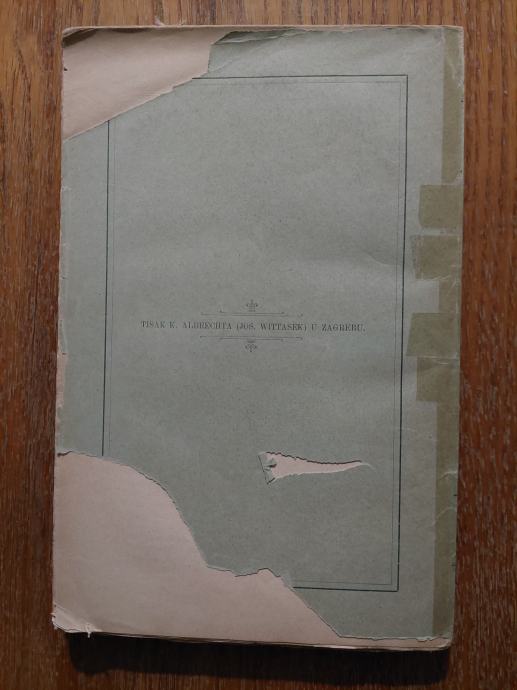 TISAK K. ALBRECHTA (JOS. WITTASEK) U ZAGREBU.